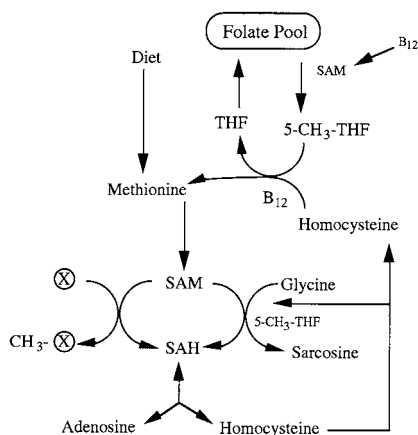 Folate Pool
B12
Diet
SAM
THF
5-CH3-THF
Methionine
B12
Homocysteine
X
SAM
Glycine
5-CH3-THF
CH3- X
SAH
Sarcosine
Adenosine
Homocysteine